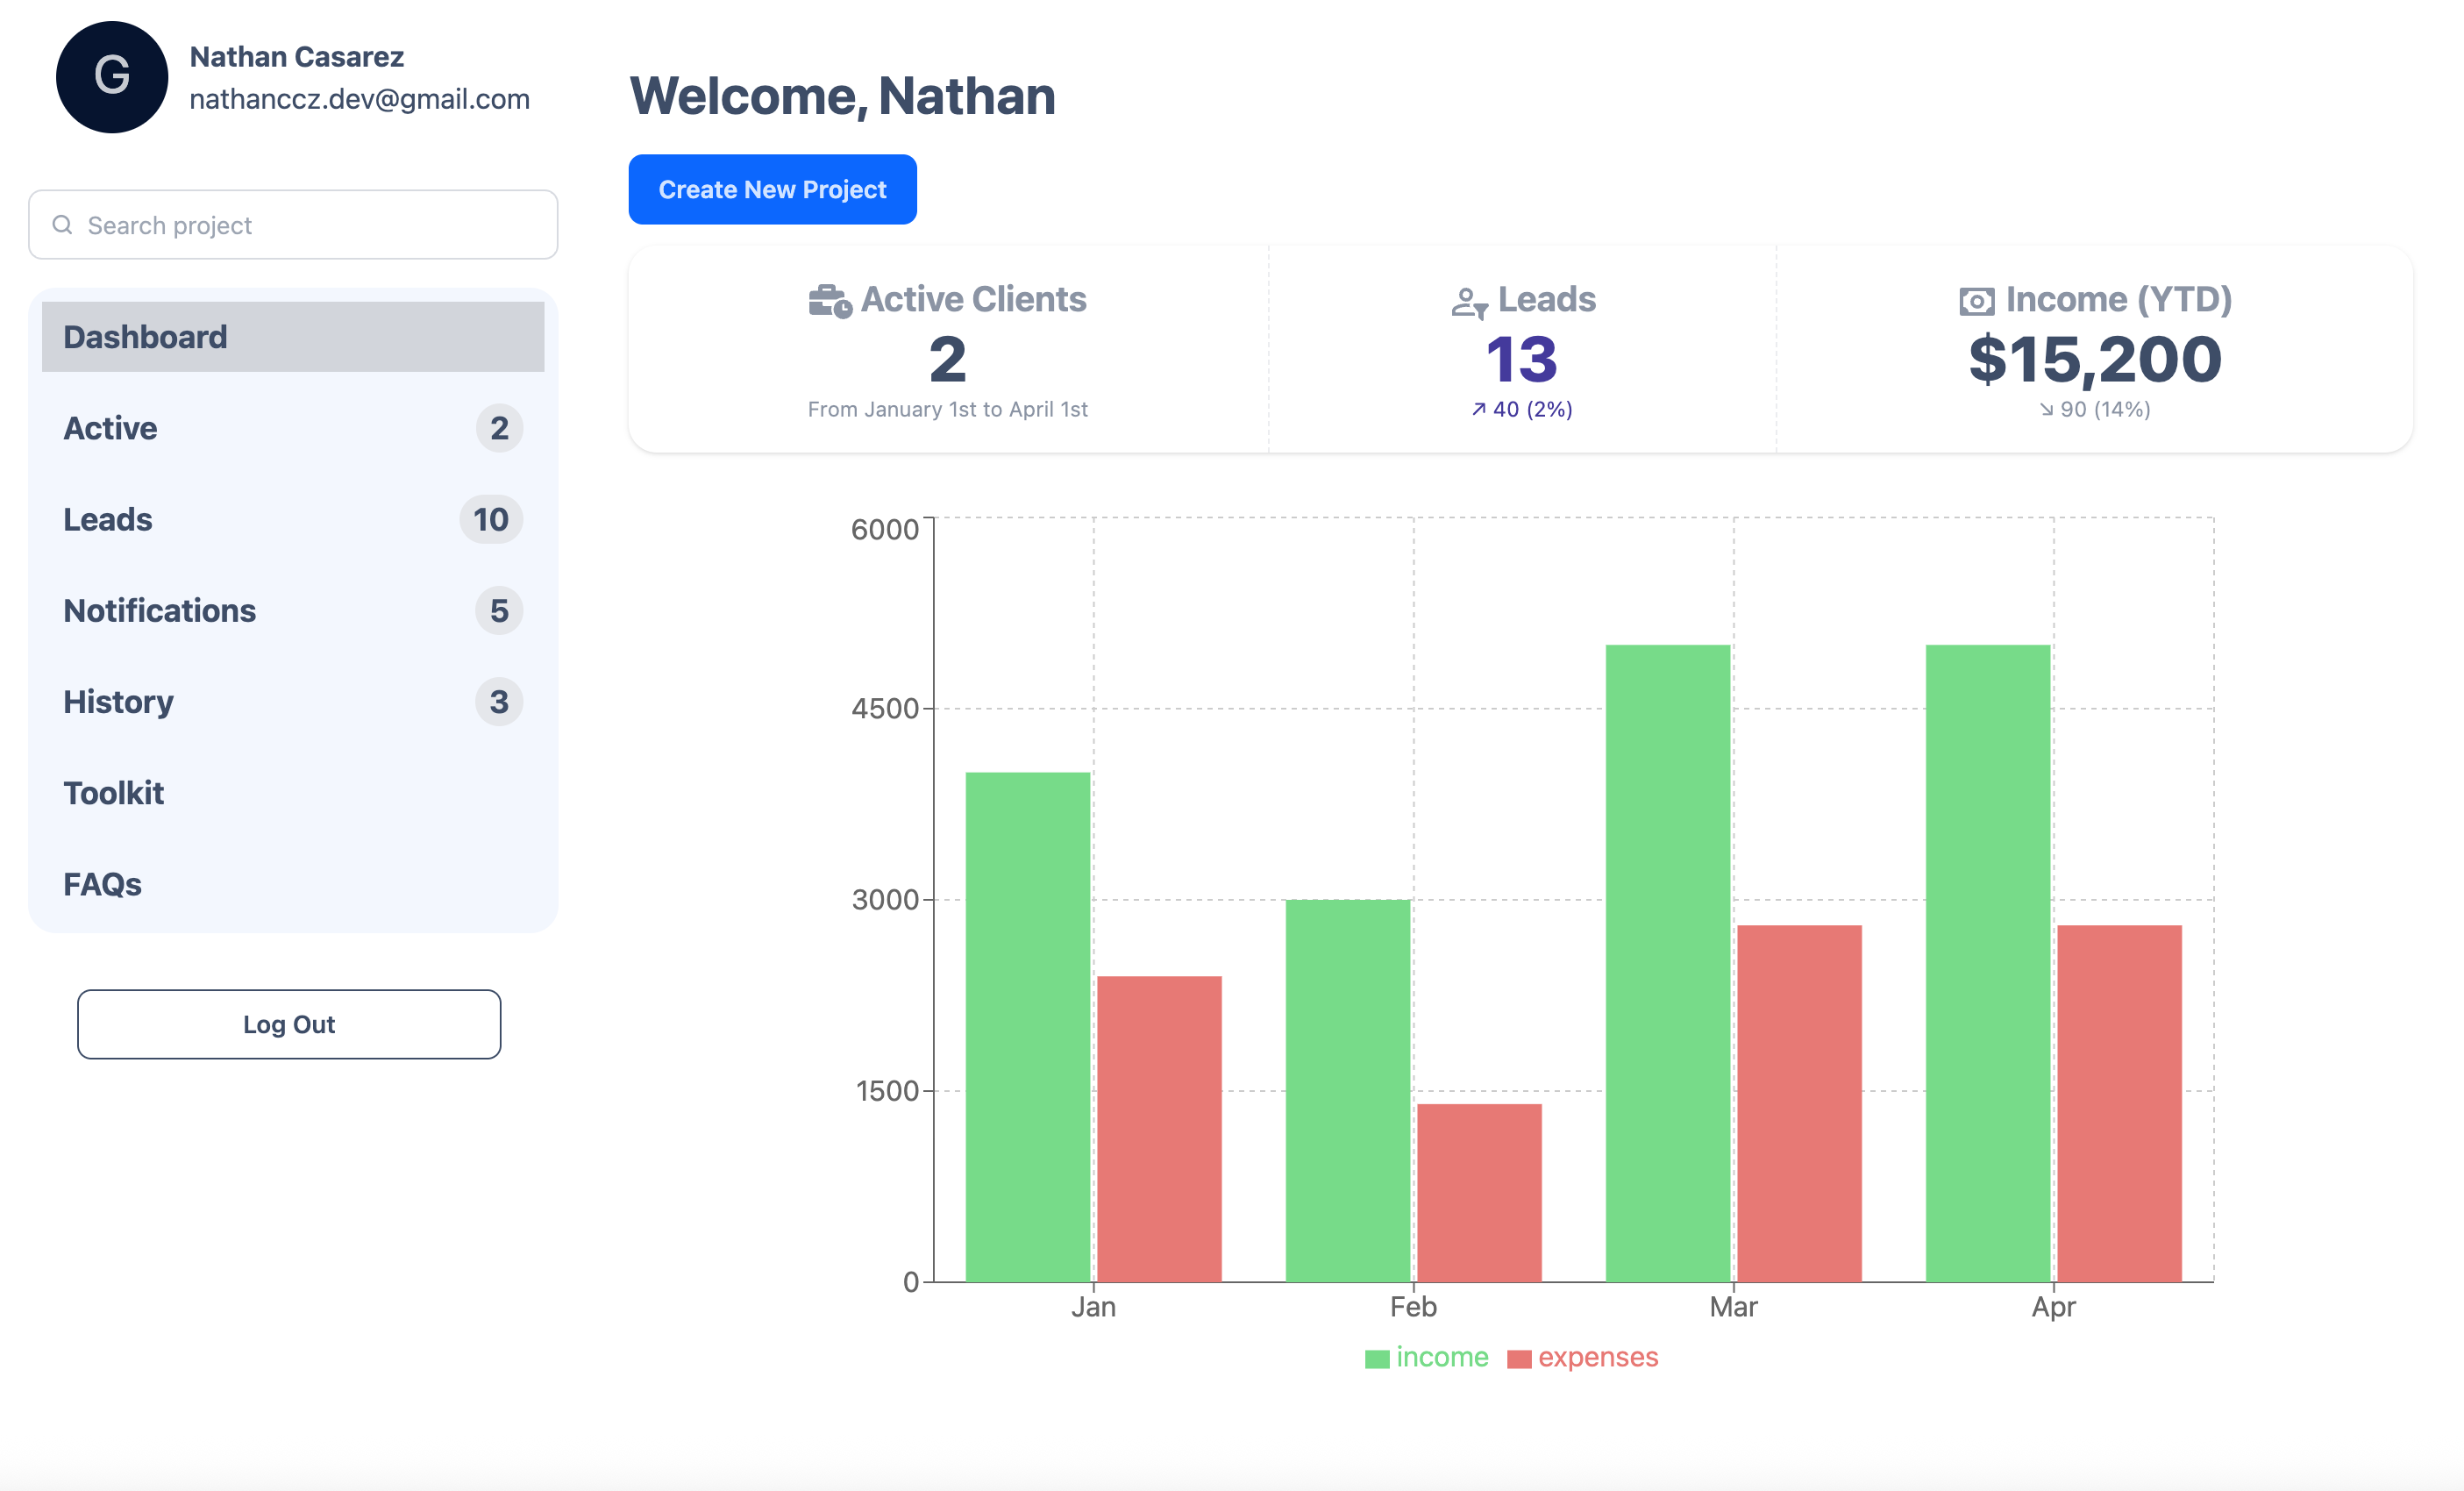 G
Nathan Casarez
nathanccz.dev@gmail.com
Search project
Dashboard
Active 2
Leads 10
Notifications 5
History 3
Toolkit
FAQs
Log Out
Welcome, Nathan
Create New Project
Active Clients
2
From January 1st to April 1st
Leads
13
↗︎ 40 (2%)
Income (YTD)
$15,200
↘︎ 90 (14%)
6000
4500
3000
1500
0
Jan Feb Mar Apr
income expenses